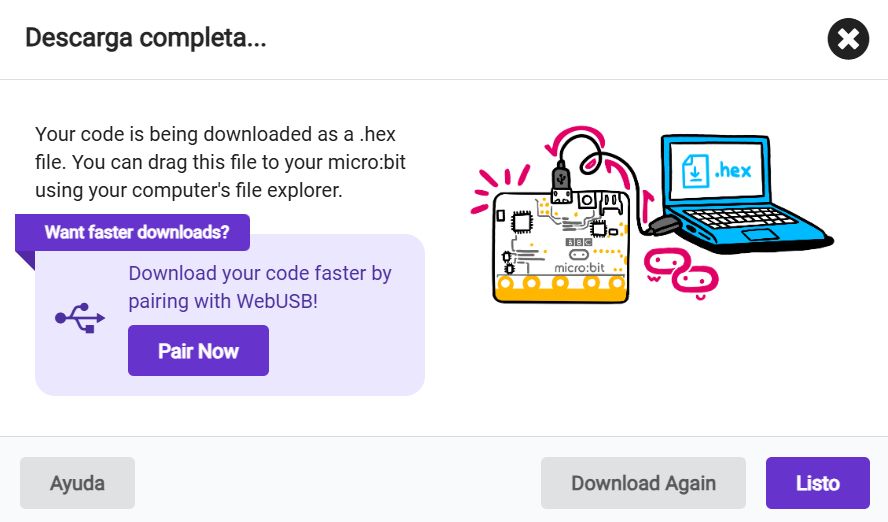 Descarga completa...
Your code is being downloaded as a .hex
file. You can drag this file to your micro:bit
using your computer's file explorer.
Want faster downloads?
Download your code faster by
pairing with WebUSB!
Pair Now
.hex
BBC
micro:bit
Ayuda
Download Again
Listo